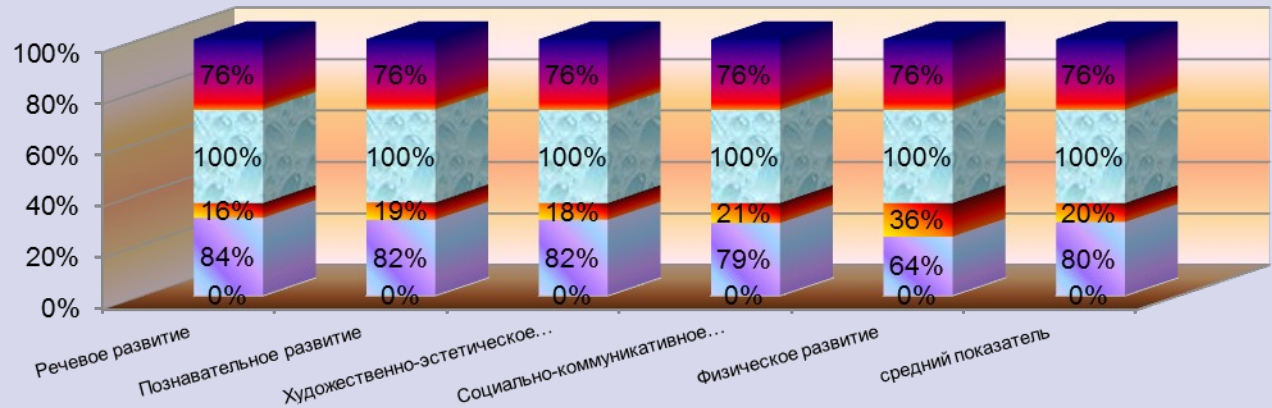 100%
80%
60%
40%
20%
0%
76% 76% 76% 76% 76% 76%
100% 100% 100% 100% 100% 100%
16% 19% 18% 21% 36% 20%
84% 82% 82% 79% 64% 80%
0% 0% 0% 0% 0% 0%
Речевое развитие
Познавательное развитие
Художественно-эстетическое…
Социально-коммуникативное…
Физическое развитие
средний показатель